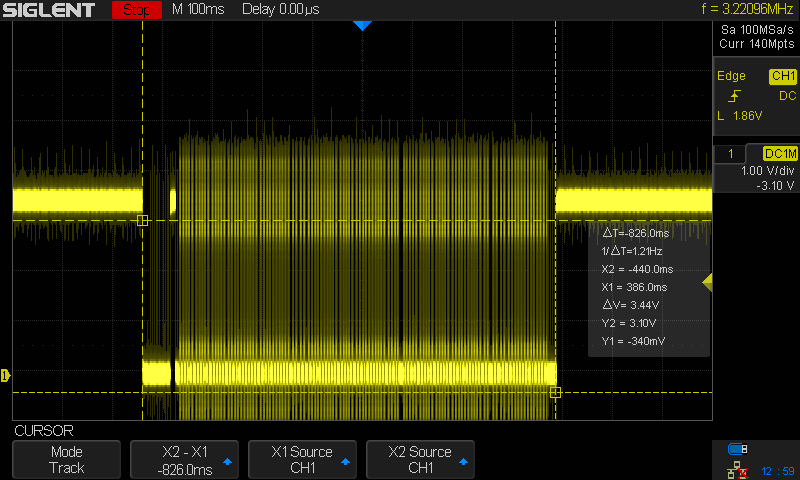 SIGLENT Stop M 100ms Delay 0.00µs f = 3.22096MHz
Sa 100MSa/s
Curr 140Mpts
Edge CH1
DC
L 1.86V
1 DC1M
1.00 V/div
-3.10 V
△T=-826.0ms
1/△T=1.21Hz
X2 = -440.0ms
X1 = 386.0ms
△V= 3.44V
Y2 = 3.10V
Y1 = -340mV
1
CURSOR
Mode
Track
X2 - X1
-826.0ms
X1 Source
CH1
X2 Source
CH1
12:59